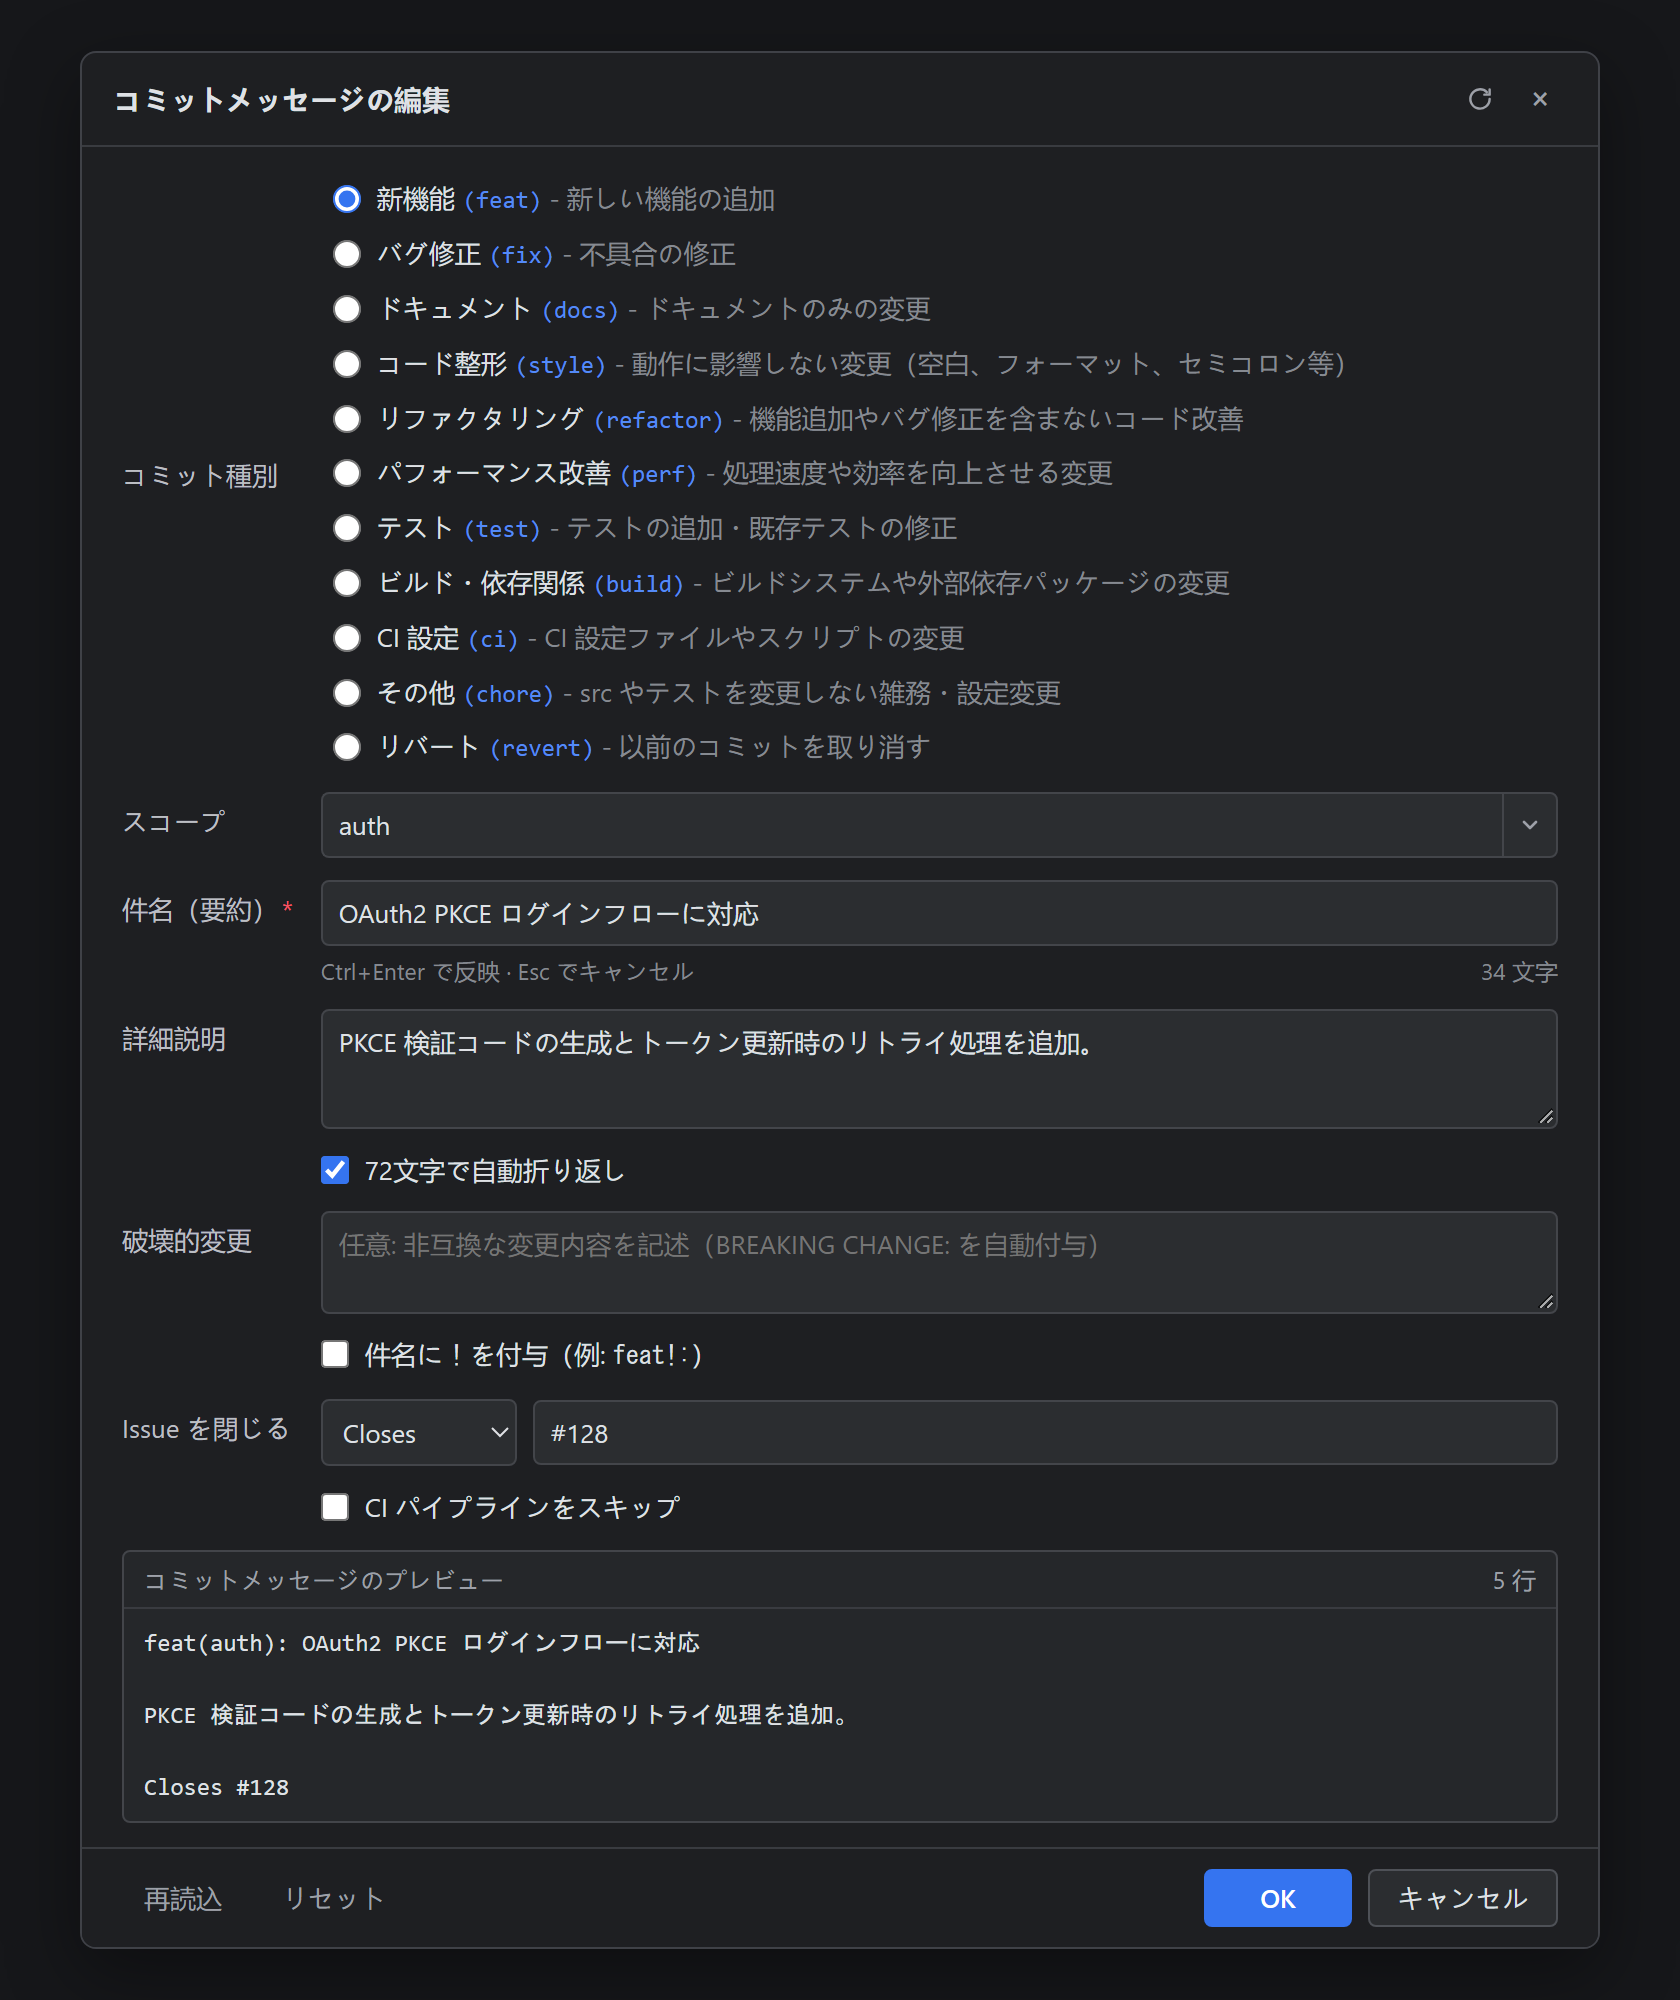 コミットメッセージの編集
コミット種別
新機能 (feat) - 新しい機能の追加
バグ修正 (fix) - 不具合の修正
ドキュメント (docs) - ドキュメントのみの変更
コード整形 (style) - 動作に影響しない変更（空白、フォーマット、セミコロン等）
リファクタリング (refactor) - 機能追加やバグ修正を含まないコード改善
パフォーマンス改善 (perf) - 処理速度や効率を向上させる変更
テスト (test) - テストの追加・既存テストの修正
ビルド・依存関係 (build) - ビルドシステムや外部依存パッケージの変更
CI 設定 (ci) - CI 設定ファイルやスクリプトの変更
その他 (chore) - src やテストを変更しない雑務・設定変更
リバート (revert) - 以前のコミットを取り消す
スコープ
auth
件名（要約） *
OAuth2 PKCE ログインフローに対応
Ctrl+Enter で反映 · Esc でキャンセル
34 文字
詳細説明
PKCE 検証コードの生成とトークン更新時のリトライ処理を追加。
72文字で自動折り返し
破壊的変更
任意: 非互換な変更内容を記述（BREAKING CHANGE: を自動付与）
件名に ! を付与（例: feat!:）
Issue を閉じる
Closes
#128
CI パイプラインをスキップ
コミットメッセージのプレビュー
5 行
feat(auth): OAuth2 PKCE ログインフローに対応
PKCE 検証コードの生成とトークン更新時のリトライ処理を追加。
Closes #128
再読込
リセット
OK
キャンセル